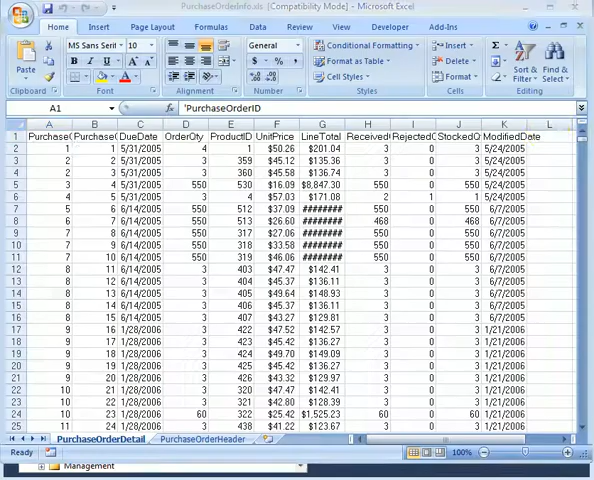 PurchaseOrderInfo.xls [Compatibility Mode] - Microsoft Excel
Home Insert Page Layout Formulas Data Review View Developer Add-Ins
MS Sans Serif 10 General Conditional Formatting Insert
Paste B I U $ % , Format as Table Delete Sort & Filter Find & Select
Cell Styles Format
Clipboard Font Alignment Number Styles Cells Editing
A1 'PurchaseOrderID
A B C D E F G H I J K L
1 Purchase Purchase DueDate OrderQty ProductID UnitPrice LineTotal Received RejectedQ StockedQ ModifiedDate
2 1 1 5/31/2005 4 1 $50.26 $201.04 3 0 3 5/24/2005
3 2 2 5/31/2005 3 359 $45.12 $135.36 3 0 3 5/24/2005
4 2 3 5/31/2005 3 360 $45.58 $136.74 3 0 3 5/24/2005
5 3 4 5/31/2005 550 530 $16.09 $8,847.30 550 0 550 5/24/2005
6 4 5 5/31/2005 3 4 $57.03 $171.08 2 1 1 5/24/2005
7 5 6 6/14/2005 550 512 $37.09 ######## 550 0 550 6/7/2005
8 6 7 6/14/2005 550 513 $26.60 ######## 468 0 468 6/7/2005
9 7 8 6/14/2005 550 317 $27.06 ######## 550 0 550 6/7/2005
10 7 9 6/14/2005 550 318 $33.58 ######## 550 0 550 6/7/2005
11 7 10 6/14/2005 550 319 $46.06 ######## 550 0 550 6/7/2005
12 8 11 6/14/2005 3 403 $47.47 $142.41 3 0 3 6/7/2005
13 8 12 6/14/2005 3 404 $45.37 $136.11 3 0 3 6/7/2005
14 8 13 6/14/2005 3 405 $49.64 $148.93 3 0 3 6/7/2005
15 8 14 6/14/2005 3 406 $45.37 $136.11 3 0 3 6/7/2005
16 8 15 6/14/2005 3 407 $43.27 $129.81 3 0 3 6/7/2005
17 9 16 1/28/2006 3 422 $47.52 $142.57 3 0 3 1/21/2006
18 9 17 1/28/2006 3 423 $45.42 $136.27 3 0 3 1/21/2006
19 9 18 1/28/2006 3 424 $49.70 $149.09 3 0 3 1/21/2006
20 9 19 1/28/2006 3 425 $45.42 $136.27 3 0 3 1/21/2006
21 9 20 1/28/2006 3 426 $43.32 $129.97 3 0 3 1/21/2006
22 10 21 1/28/2006 3 320 $47.47 $142.41 3 0 3 1/21/2006
23 10 22 1/28/2006 3 321 $42.80 $128.39 3 0 3 1/21/2006
24 10 23 1/28/2006 60 322 $25.42 $1,525.23 60 0 60 1/21/2006
25 11 24 1/28/2006 3 438 $41.22 $123.67 3 0 3 1/21/2006
PurchaseOrderDetail PurchaseOrderHeader
Ready 100%
Management